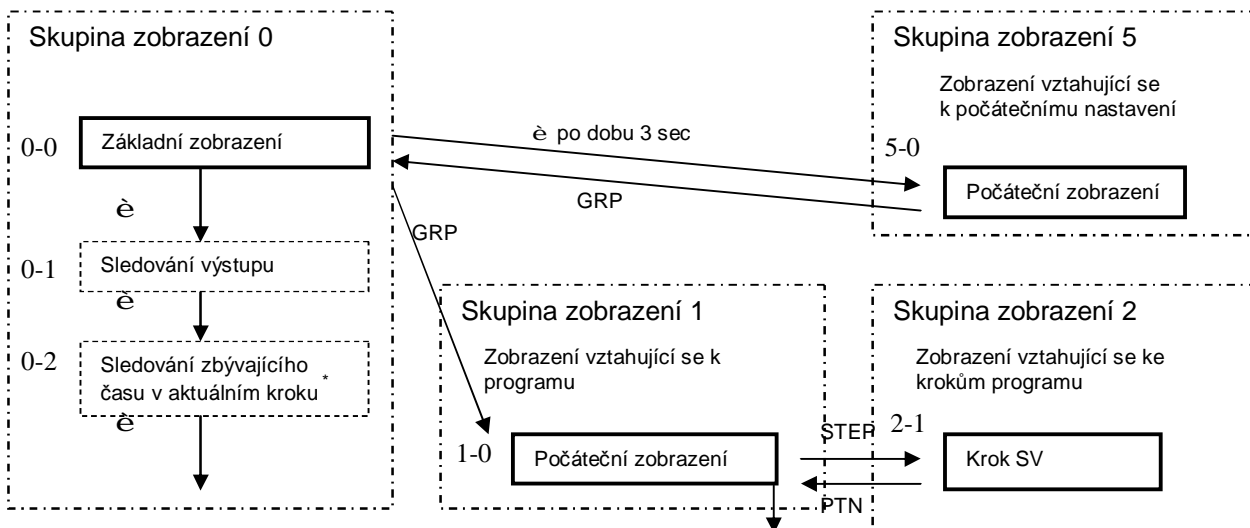 Skupina zobrazení 0
0-0
Základní zobrazení
è
0-1
Sledování výstupu
è
0-2
Sledování zbývajícího
času v aktuálním kroku *
è
è po dobu 3 sec
GRP
GRP
Skupina zobrazení 5
Zobrazení vztahující se
k počátečnímu nastavení
5-0
Počáteční zobrazení
Skupina zobrazení 1
Zobrazení vztahující se k
programu
1-0
Počáteční zobrazení
STEP
PTN
Skupina zobrazení 2
Zobrazení vztahující se ke
krokům programu
2-1
Krok SV